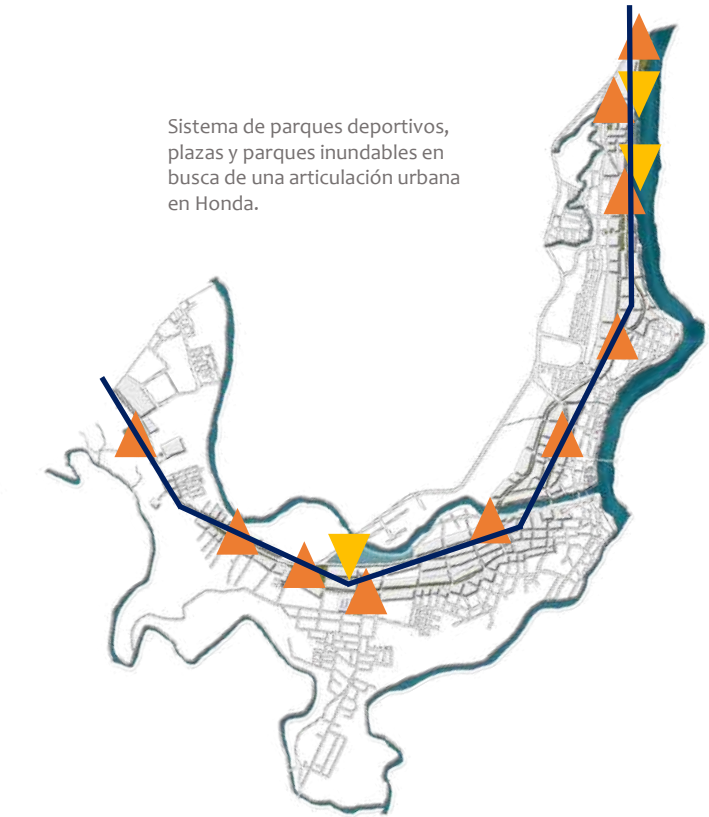 Sistema de parques deportivos,
plazas y parques inundables en
busca de una articulación urbana
en Honda.